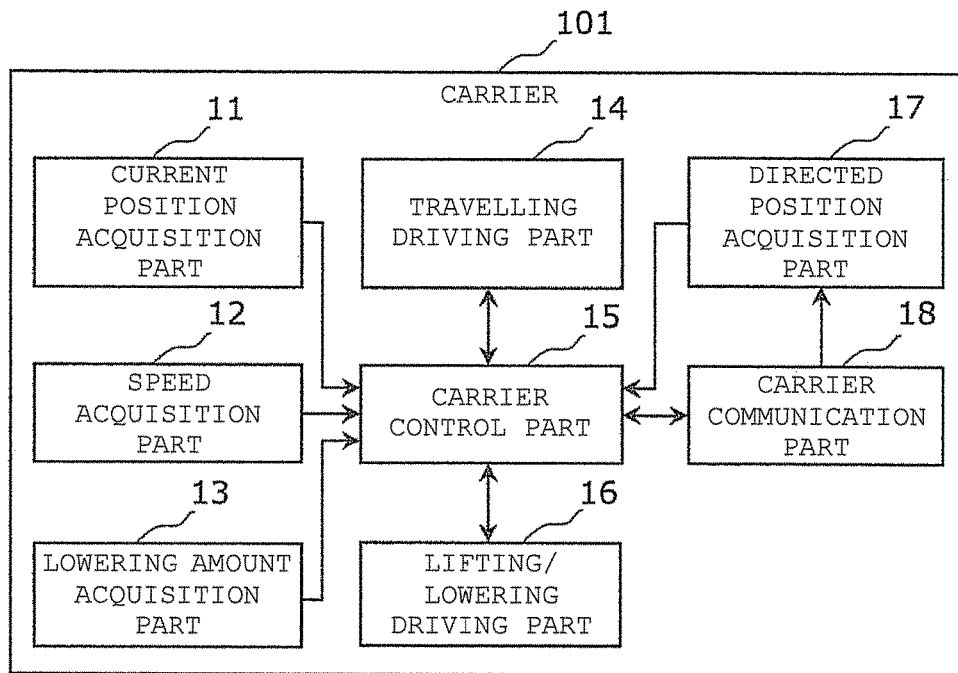 101
CARRIER
11
CURRENT
POSITION
ACQUISITION
PART
14
TRAVELLING
DRIVING PART
17
DIRECTED
POSITION
ACQUISITION
PART
12
SPEED
ACQUISITION
PART
15
CARRIER
CONTROL PART
18
CARRIER
COMMUNICATION
PART
13
LOWERING AMOUNT
ACQUISITION
PART
16
LIFTING/
LOWERING
DRIVING PART